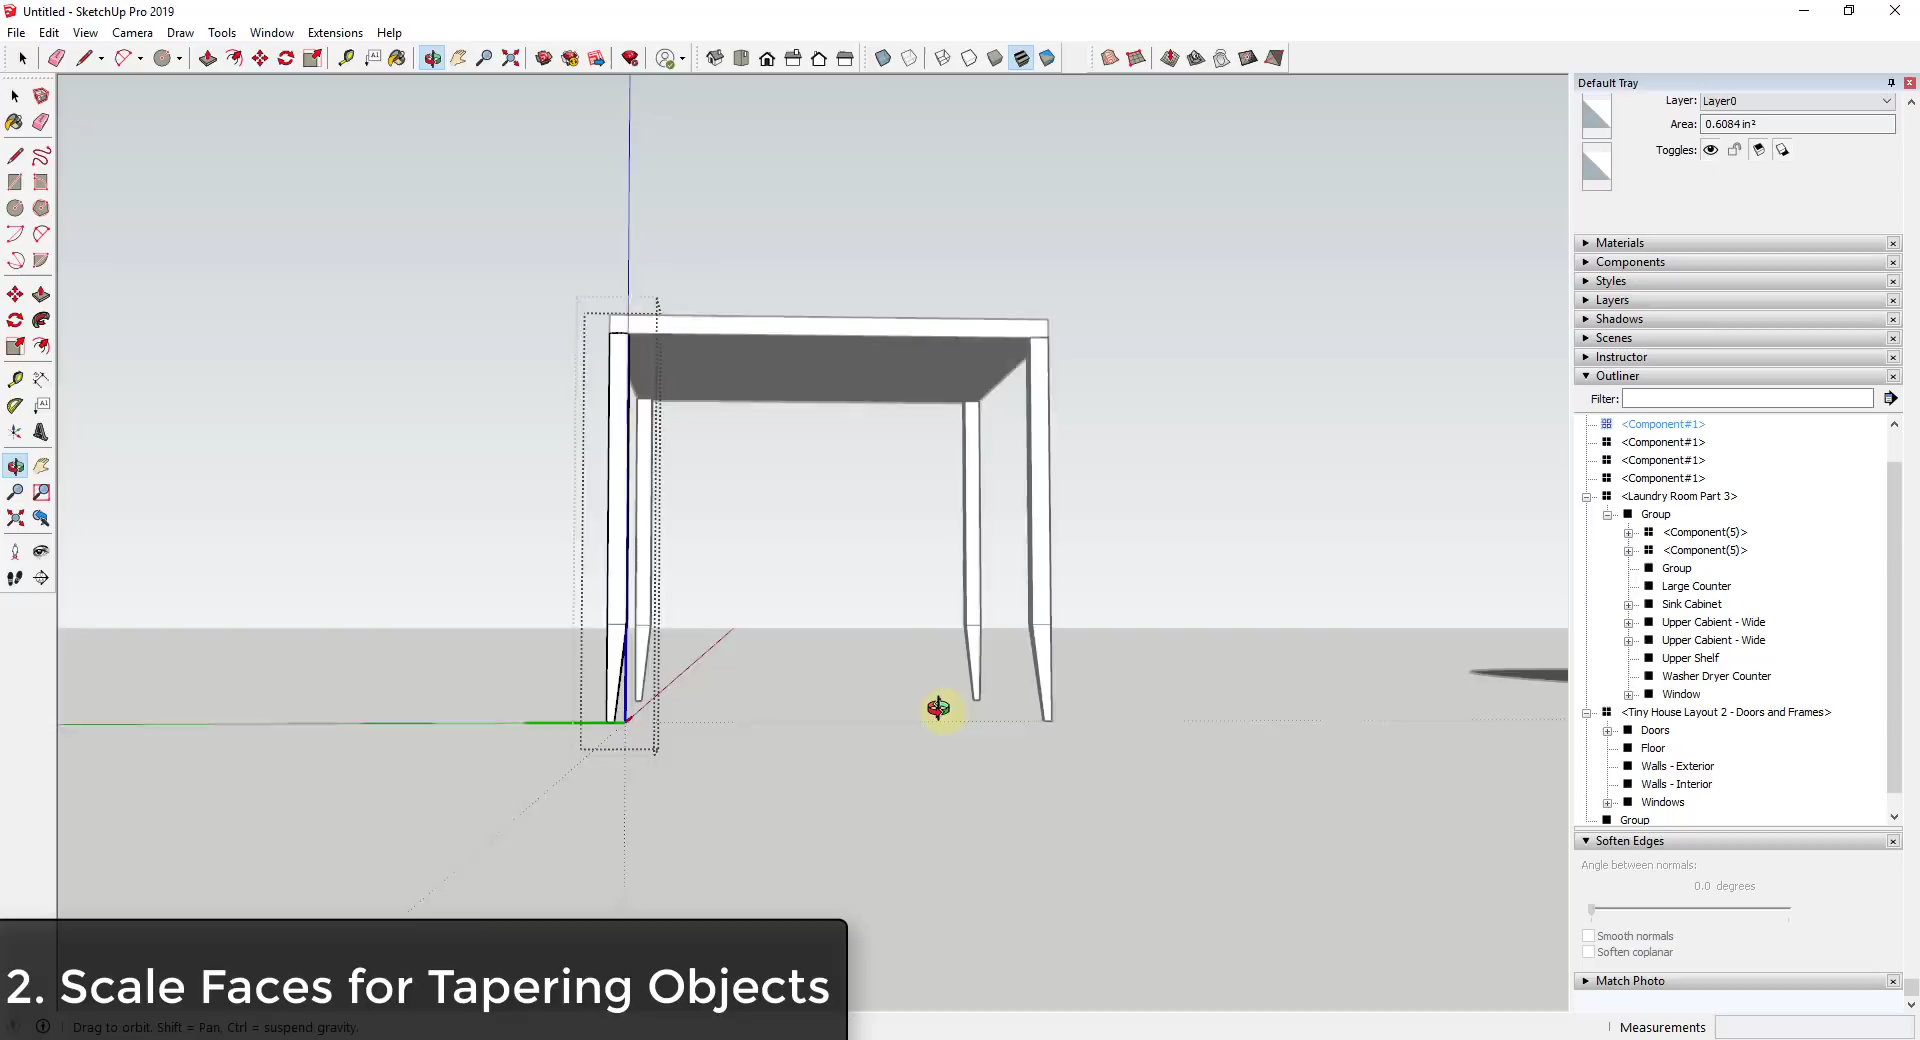 Untitled - SketchUp Pro 2019
File Edit View Camera Draw Tools Window Extensions Help
Default Tray
Layer: Layer0
Area: 0.6084 in²
Toggles:
Materials
Components
Styles
Layers
Shadows
Scenes
Instructor
Outliner
Filter:
<Component#1>
<Component#1>
<Component#1>
<Component#1>
<Laundry Room Part 3>
Group
<Component(5)>
<Component(5)>
Group
Large Counter
Sink Cabinet
Upper Cabient - Wide
Upper Cabient - Wide
Upper Shelf
Washer Dryer Counter
Window
<Tiny House Layout 2 - Doors and Frames>
Doors
Floor
Walls - Exterior
Walls - Interior
Windows
Group
Soften Edges
Angle between normals:
0.0 degrees
Smooth normals
Soften coplanar
Match Photo
2. Scale Faces for Tapering Objects
Drag to orbit. Shift = Pan, Ctrl = suspend gravity.
Measurements